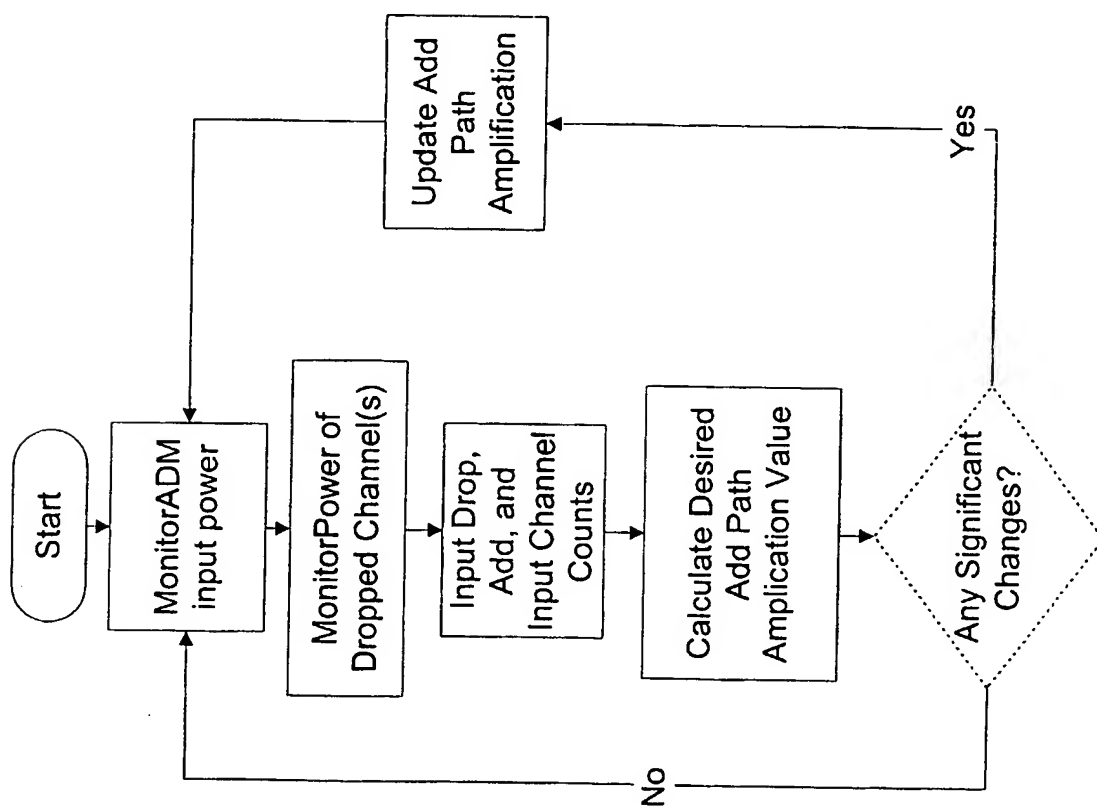 Start
MonitorADM
input power
MonitorPower of
Dropped Channel(s)
Input Drop,
Add, and
Input Channel
Counts
Calculate Desired
Add Path
Amplication Value
Any Significant
Changes?
No
Yes
Update Add
Path
Amplification